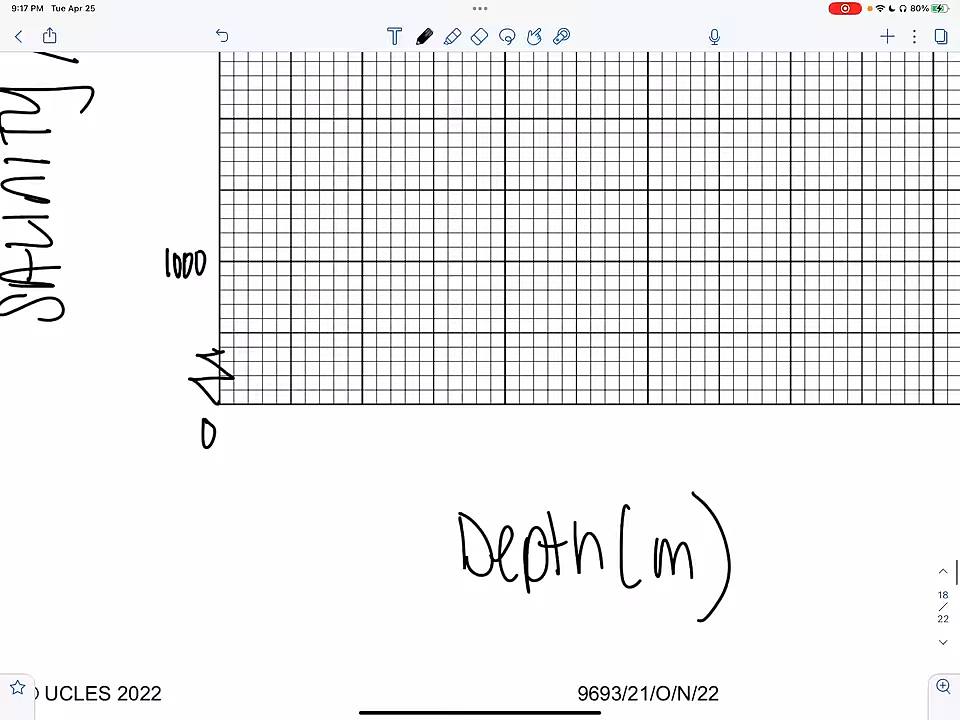 9:17 PM Tue Apr 25
80%
T
SALINITY
1000
0
Depth (m)
18
/
22
UCLES 2022
9693/21/O/N/22